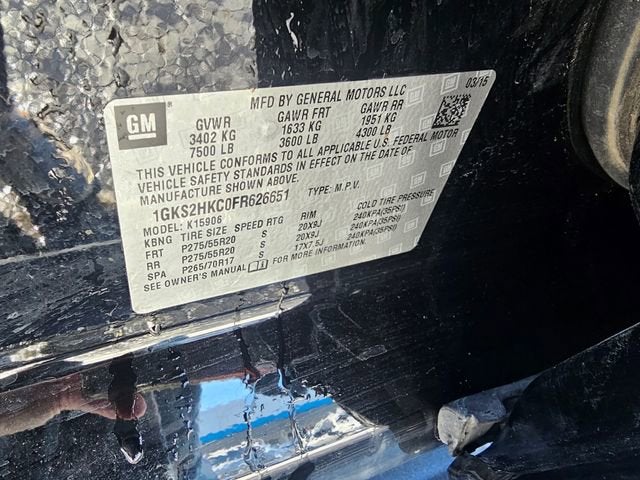 GM
MFD BY GENERAL MOTORS LLC 03/15
GVWR GAWR FRT GAWR RR
3402 KG 1633 KG 1951 KG
7500 LB 3600 LB 4300 LB
THIS VEHICLE CONFORMS TO ALL APPLICABLE U.S. FEDERAL MOTOR
VEHICLE SAFETY STANDARDS IN EFFECT ON THE DATE OF
MANUFACTURE SHOWN ABOVE.
1GKS2HKC0FR626651 TYPE: M.P.V.
MODEL: K15906
KBNG TIRE SIZE SPEED RTG RIM COLD TIRE PRESSURE
FRT P275/55R20 S 20X9J 240KPA(35PSI)
RR P275/55R20 S 20X9J 240KPA(35PSI)
SPA P265/70R17 S 17X7.5J 240KPA(35PSI)
SEE OWNER'S MANUAL FOR MORE INFORMATION.